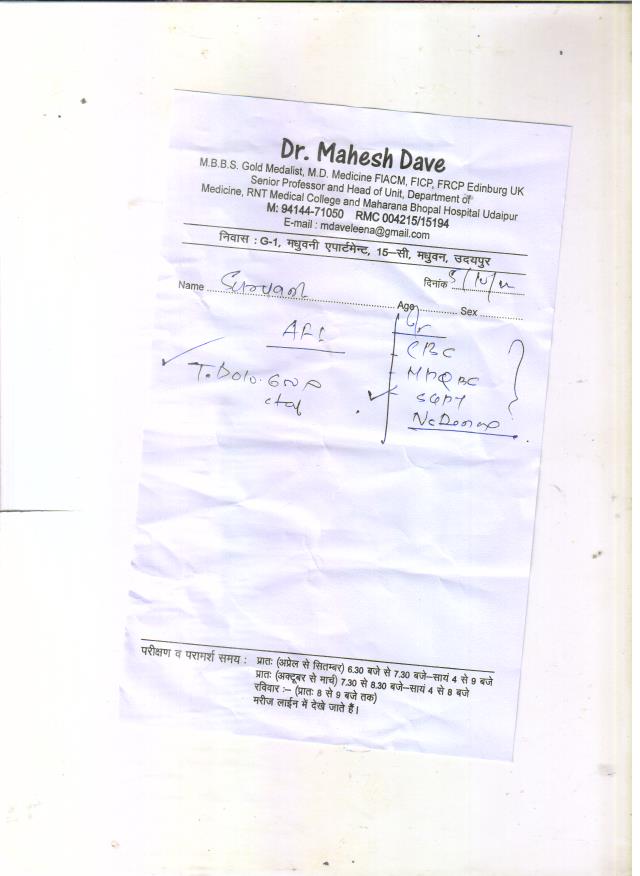 Dr. Mahesh Dave
M.B.B.S. Gold Medalist, M.D. Medicine FIACM, FICP, FRCP Edinburg UK
Senior Professor and Head of Unit, Department of
Medicine, RNT Medical College and Maharana Bhopal Hospital Udaipur
M: 94144-71050 RMC 004215/15194
E-mail : mdaveleena@gmail.com
निवास : G-1, मधुवनी एपार्टमेन्ट, 15–सी, मधुवन, उदयपुर
दिनांक
Name Age Sex
CBC
T. Dolo
परीक्षण व परामर्श समय : प्रातः (अप्रेल से सितम्बर) 6.30 बजे से 7.30 बजे–सायं 4 से 9 बजे
प्रातः (अक्टूबर से मार्च) 7.30 से 8.30 बजे–सायं 4 से 8 बजे
रविवार :– (प्रातः 8 से 9 बजे तक)
मरीज लाईन में देखे जाते हैं।